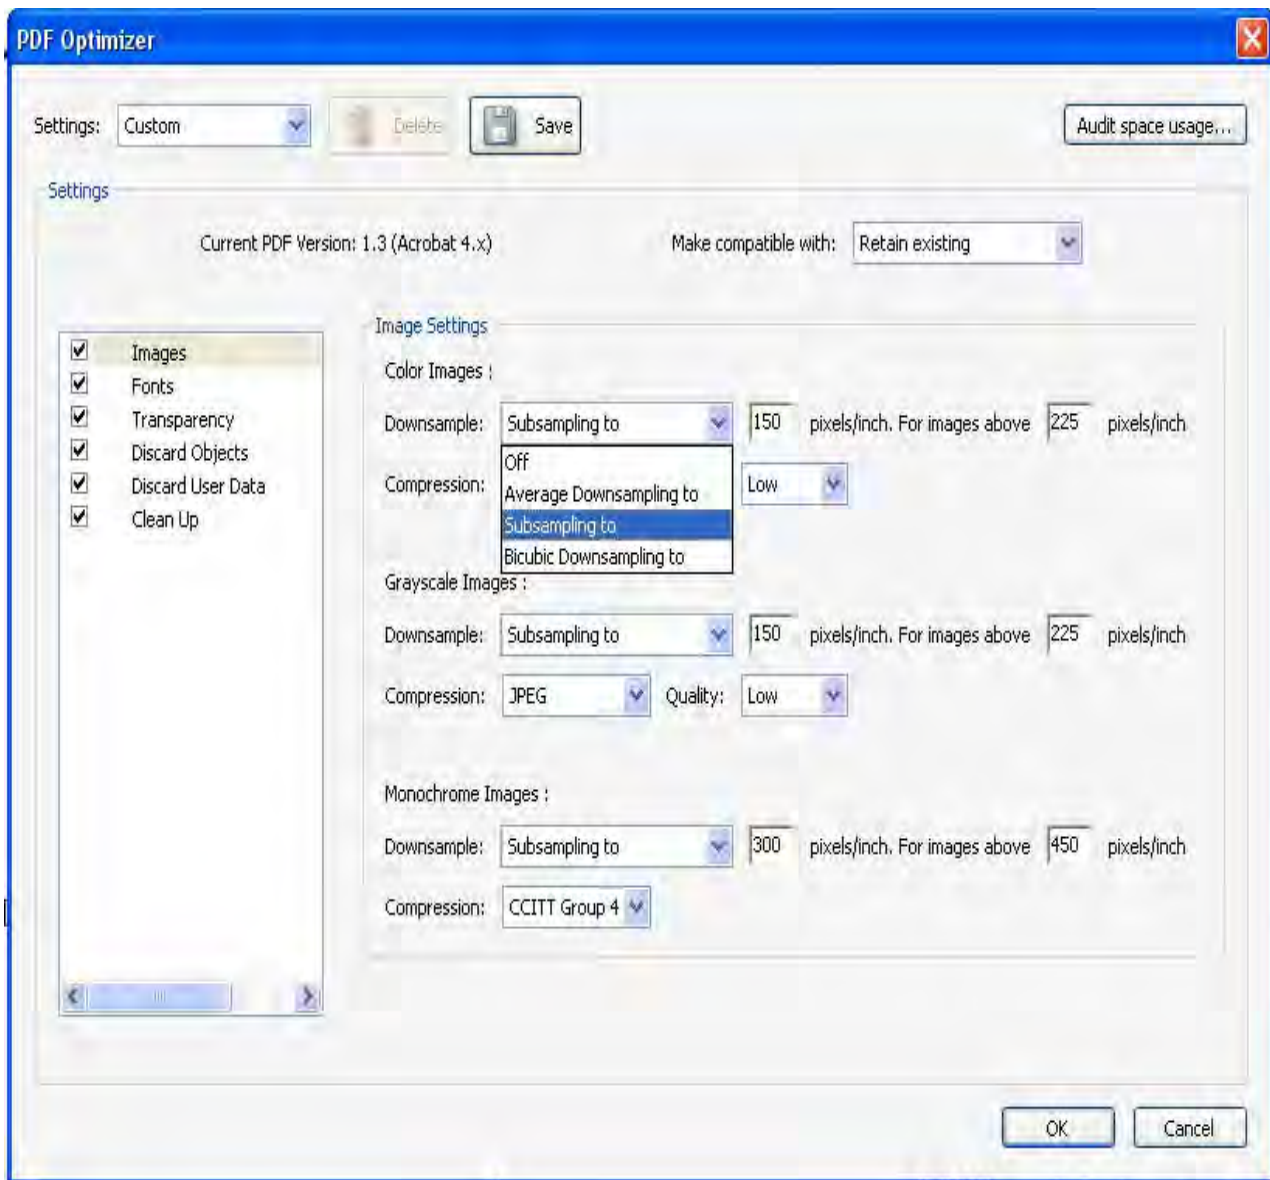 PDF Optimizer
Settings: Custom Delete Save Audit space usage...
Settings
Current PDF Version: 1.3 (Acrobat 4.x) Make compatible with: Retain existing
Images
Fonts
Transparency
Discard Objects
Discard User Data
Clean Up
Image Settings
Color Images :
Downsample: Subsampling to 150 pixels/inch. For images above 225 pixels/inch
Off
Average Downsampling to
Subsampling to
Bicubic Downsampling to
Compression: Low
Grayscale Images :
Downsample: Subsampling to 150 pixels/inch. For images above 225 pixels/inch
Compression: JPEG Quality: Low
Monochrome Images :
Downsample: Subsampling to 300 pixels/inch. For images above 450 pixels/inch
Compression: CCITT Group 4
OK Cancel